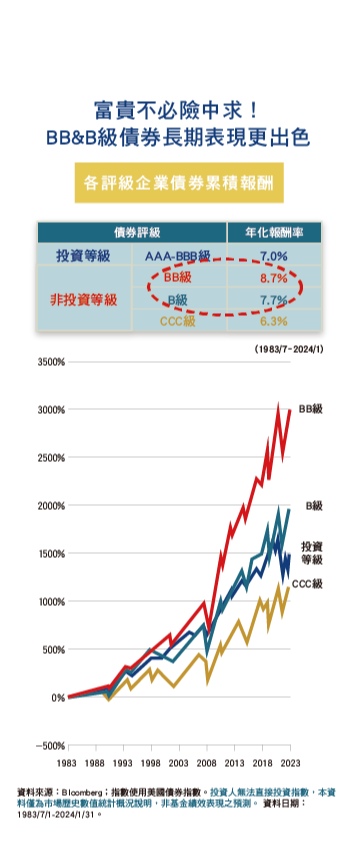 富貴不必險中求！
BB&B級債券長期表現更出色
各評級企業債券累積報酬
債券評級 年化報酬率
投資等級 AAA-BBB級 7.0%
非投資等級 BB級 8.7%
B級 7.7%
CCC級 6.3%
（1983/7-2024/1）
3500%
3000%
2500%
2000%
1500%
1000%
500%
0%
-500%
BB級
B級
投資
等級
CCC級
1983 1988 1993 1998 2003 2008 2013 2018 2023
資料來源：Bloomberg；指數使用美國債券指數。投資人無法直接投資指數，本資
料僅為市場歷史數值統計概況說明，非基金績效表現之預測。 資料日期：
1983/7/1-2024/1/31。